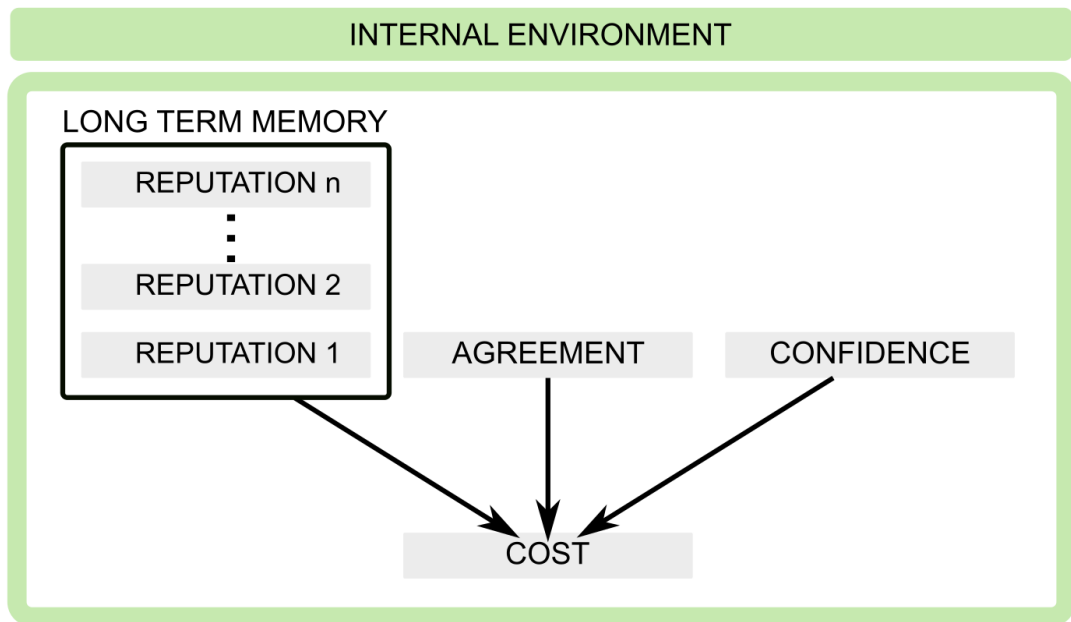 INTERNAL ENVIRONMENT
LONG TERM MEMORY
REPUTATION n
REPUTATION 2
REPUTATION 1
AGREEMENT
CONFIDENCE
COST